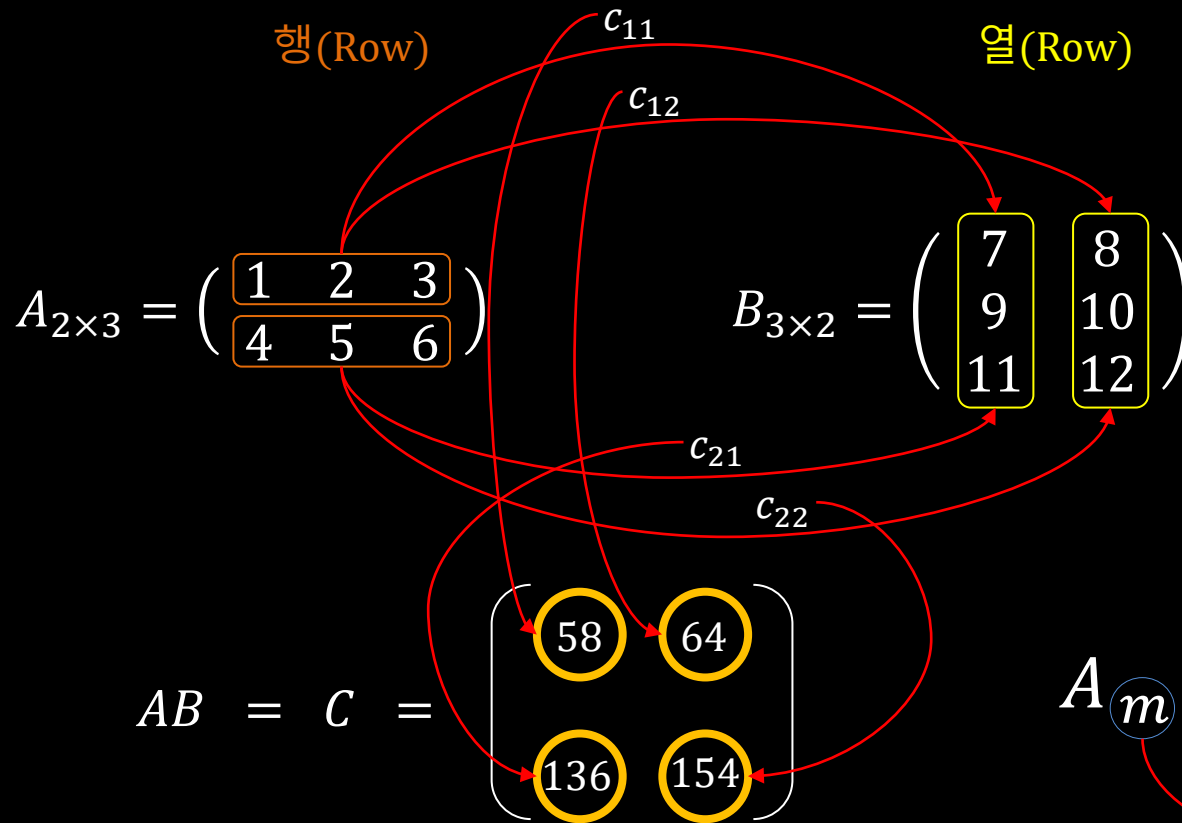 c₁₁
행(Row)
열(Row)
c₁₂
A₂ₓ₃ = ( 1 2 3
4 5 6 )
B₃ₓ₂ = ( 7 8
9 10
11 12 )
c₂₁
c₂₂
AB = C = ( 58 64
136 154 )
A m